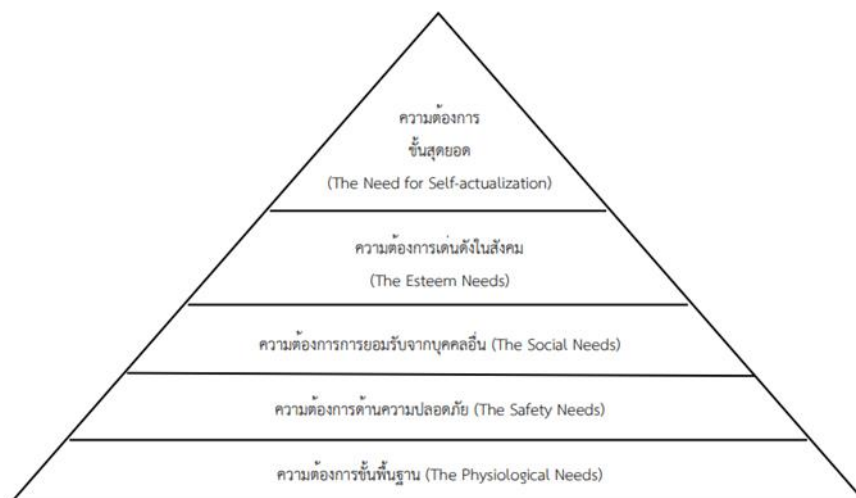 ความต้องการ
ขั้นสุดยอด
(The Need for Self-actualization)
ความต้องการเด่นดังในสังคม
(The Esteem Needs)
ความต้องการการยอมรับจากบุคคลอื่น (The Social Needs)
ความต้องการด้านความปลอดภัย (The Safety Needs)
ความต้องการขั้นพื้นฐาน (The Physiological Needs)